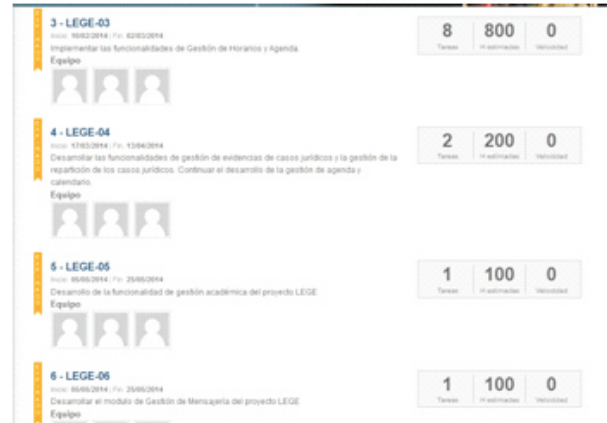 3 - LEGE-03
Inicio: 10/02/2014 | Fin: 02/03/2014
Implementar las funcionalidades de Gestión de Horarios y Agenda.
Equipo
8 800 0
Tareas H estimadas Velocidad
4 - LEGE-04
Inicio: 17/03/2014 | Fin: 13/04/2014
Desarrollar las funcionalidades de gestión de evidencias de casos jurídicos y la gestión de la
repartición de los casos jurídicos. Continuar el desarrollo de la gestión de agenda y
calendario.
Equipo
2 200 0
Tareas H estimadas Velocidad
5 - LEGE-05
Inicio: 05/05/2014 | Fin: 25/05/2014
Desarrollo de la funcionalidad de gestión académica del proyecto LEGE
Equipo
1 100 0
Tareas H estimadas Velocidad
6 - LEGE-06
Inicio: 05/05/2014 | Fin: 25/05/2014
Desarrollar el modulo de Gestión de Mensajería del proyecto LEGE
Equipo
1 100 0
Tareas H estimadas Velocidad